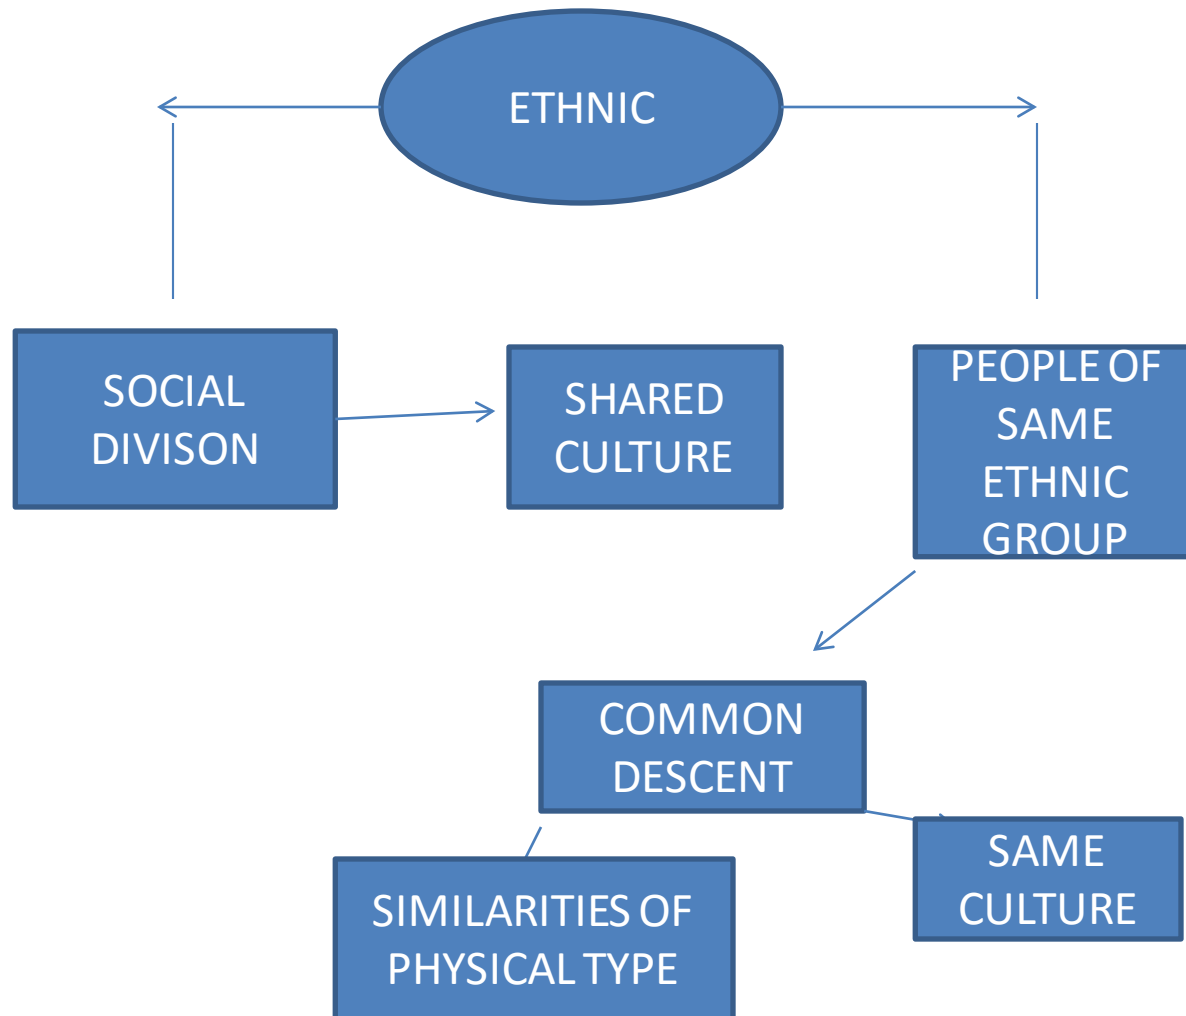 ETHNIC
SOCIAL
DIVISON
SHARED
CULTURE
PEOPLE OF
SAME
ETHNIC
GROUP
COMMON
DESCENT
SIMILARITIES OF
PHYSICAL TYPE
SAME
CULTURE